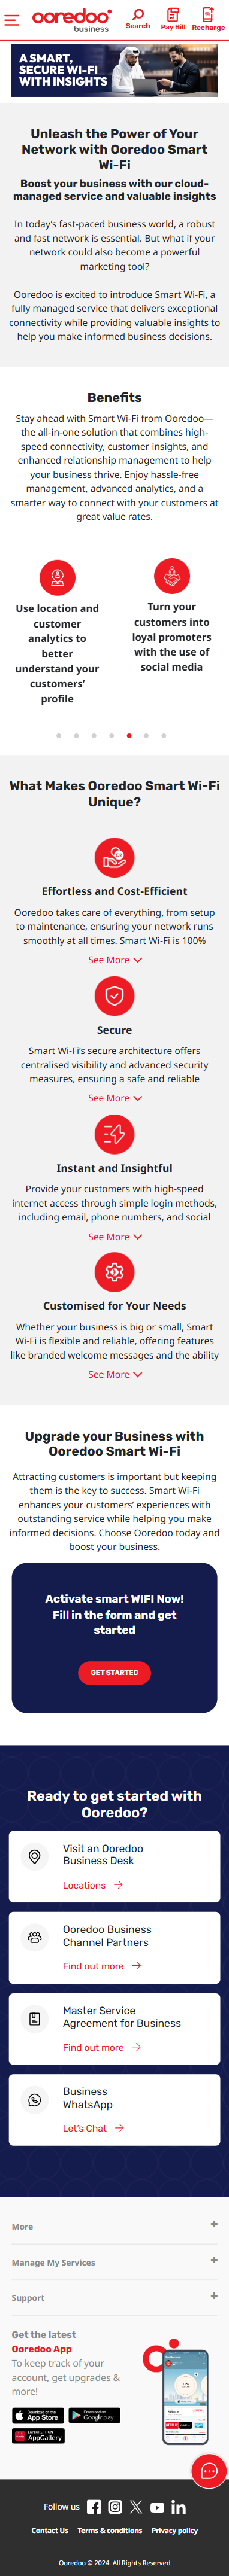 ooredoo
business
Search
Pay Bill
Recharge
A SMART,
SECURE WI-FI
WITH INSIGHTS
Unleash the Power of Your
Network with Ooredoo Smart
Wi-Fi
Boost your business with our cloud-
managed service and valuable insights
In today's fast-paced business world, a robust
and fast network is essential. But what if your
network could also become a powerful
marketing tool?
Ooredoo is excited to introduce Smart Wi-Fi, a
fully managed service that delivers exceptional
connectivity while providing valuable insights to
help you make informed business decisions.
Benefits
Stay ahead with Smart Wi-Fi from Ooredoo—
the all-in-one solution that combines high-
speed connectivity, customer insights, and
enhanced relationship management to help
your business thrive. Enjoy hassle-free
management, advanced analytics, and a
smarter way to connect with your customers at
great value rates.
Use location and
customer
analytics to
better
understand your
customers'
profile
Turn your
customers into
loyal promoters
with the use of
social media
What Makes Ooredoo Smart Wi-Fi
Unique?
Effortless and Cost-Efficient
Ooredoo takes care of everything, from setup
to maintenance, ensuring your network runs
smoothly at all times. Smart Wi-Fi is 100%
See More
Secure
Smart Wi-Fi's secure architecture offers
centralised visibility and advanced security
measures, ensuring a safe and reliable
See More
Instant and Insightful
Provide your customers with high-speed
internet access through simple login methods,
including email, phone numbers, and social
See More
Customised for Your Needs
Whether your business is big or small, Smart
Wi-Fi is flexible and reliable, offering features
like branded welcome messages and the ability
See More
Upgrade your Business with
Ooredoo Smart Wi-Fi
Attracting customers is important but keeping
them is the key to success. Smart Wi-Fi
enhances your customers' experiences with
outstanding service while helping you make
informed decisions. Choose Ooredoo today and
boost your business.
Activate smart WIFI Now!
Fill in the form and get
started
GET STARTED
Ready to get started with
Ooredoo?
Visit an Ooredoo
Business Desk
Locations
Ooredoo Business
Channel Partners
Find out more
Master Service
Agreement for Business
Find out more
Business
WhatsApp
Let's Chat
More
Manage My Services
Support
Get the latest
Ooredoo App
To keep track of your
account, get upgrades &
more!
Download on the
App Store
Google play
EXPLORE IT ON
AppGallery
Follow us
Contact Us
Terms & conditions
Privacy policy
Ooredoo © 2024. All Rights Reserved